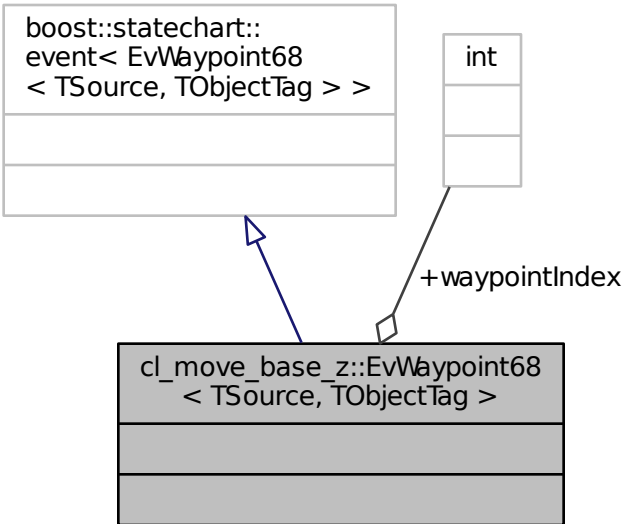 boost::statechart::
event< EvWaypoint68
< TSource, TObjectTag > >
int
+waypointIndex
cl_move_base_z::EvWaypoint68
< TSource, TObjectTag >